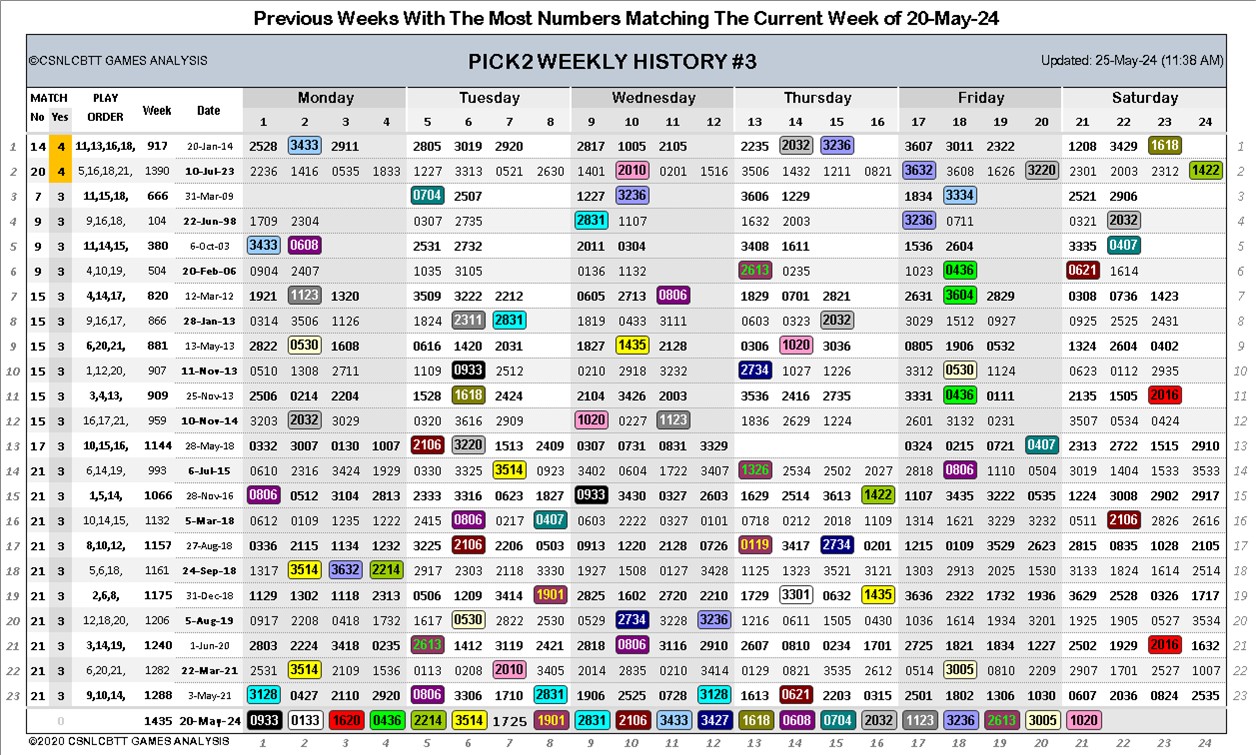 Previous Weeks With The Most Numbers Matching The Current Week of 20-May-24
©CSNLCBTT GAMES ANALYSIS PICK2 WEEKLY HISTORY #3 Updated: 25-May-24 (11:38 AM)
MATCH PLAY Week Date Monday Tuesday Wednesday Thursday Friday Saturday
No Yes ORDER 1 2 3 4 5 6 7 8 9 10 11 12 13 14 15 16 17 18 19 20 21 22 23 24
1 14 4 11,13,16,18, 917 20-Jan-14 2528 3433 2911 2805 3019 2920 2817 1005 2105 2235 2032 3236 3607 3011 2322 1208 3429 1618 1
2 20 4 5,16,18,21, 1390 10-Jul-23 2236 1416 0535 1833 1227 3313 0521 2630 1401 2010 0201 1516 3506 1432 1211 0821 3632 3608 1626 3220 2301 2003 2312 1422 2
3 7 3 11,15,18, 666 31-Mar-09 0704 2507 1227 3236 3606 1229 1834 3334 2521 2906 3
4 9 3 9,16,18, 104 22-Jun-98 1709 2304 0307 2735 2831 1107 1632 2003 3236 0711 0321 2032 4
5 9 3 11,14,15, 380 6-Oct-03 3433 0608 2531 2732 2011 0304 3408 1611 1536 2604 3335 0407 5
6 9 3 4,10,19, 504 20-Feb-06 0904 2407 1035 3105 0136 1132 2613 0235 1023 0436 0621 1614 6
7 15 3 4,14,17, 820 12-Mar-12 1921 1123 1320 3509 3222 2212 0605 2713 0806 1829 0701 2821 2631 3604 2829 0308 0736 1423 7
8 15 3 9,16,17, 866 28-Jan-13 0314 3506 1126 1824 2311 2831 1819 0433 3111 0603 0323 2032 3029 1512 0927 0925 2525 2431 8
9 15 3 6,20,21, 881 13-May-13 2822 0530 1608 0616 1420 2031 1827 1435 2128 0306 1020 3036 0805 1906 0532 1324 2604 0402 9
10 15 3 1,12,20, 907 11-Nov-13 0510 1308 2711 1109 0933 2512 0210 2918 3232 2734 1027 1226 3312 0530 1124 0623 0112 2935 10
11 15 3 3,4,13, 909 25-Nov-13 2506 0214 2204 1528 1618 2424 2104 3426 2003 3536 2416 2735 3331 0436 0111 2135 1505 2016 11
12 15 3 16,17,21, 959 10-Nov-14 3203 2032 3029 0320 3616 2909 1020 0227 1123 1836 2629 1224 2601 3132 0231 3507 0534 0424 12
13 17 3 10,15,16, 1144 28-May-18 0332 3007 0130 1007 2106 3220 1513 2409 0307 0731 0831 3329 0324 0215 0721 0407 2313 2722 1515 2910 13
14 21 3 6,14,19, 993 6-Jul-15 0610 2316 3424 1929 0330 3325 3514 0923 3402 0604 1722 3407 1326 2534 2502 2027 2818 0806 1110 0504 3019 1404 1533 3533 14
15 21 3 1,5,14, 1066 28-Nov-16 0806 0512 3104 2813 2333 3116 0623 1827 0933 3430 0327 2603 1629 2514 3613 1422 1107 3435 3222 0535 1224 3008 2902 2917 15
16 21 3 10,14,15, 1132 5-Mar-18 0612 0109 1235 1222 2415 0806 0217 0407 0603 2222 0327 0101 0718 0212 2018 1109 1314 1621 3229 3232 0511 2106 2826 2616 16
17 21 3 8,10,12, 1157 27-Aug-18 0336 2115 1134 1232 3225 2106 2206 0503 0913 1220 2128 0726 0119 3417 2734 0201 1215 0109 3529 2623 2815 0835 1028 2105 17
18 21 3 5,6,18, 1161 24-Sep-18 1317 3514 3632 2214 2917 2303 2118 3330 1927 1508 0127 3428 1125 1323 3521 3121 1303 2913 2025 1530 3133 1824 1614 2514 18
19 21 3 2,6,8, 1175 31-Dec-18 1129 1302 1118 2313 0506 1209 3414 1901 2825 1602 2720 2210 1729 3301 0632 1435 3636 2322 1732 1936 3629 2528 0326 1717 19
20 21 3 12,18,20, 1206 5-Aug-19 0917 2208 0418 1732 1617 0530 2822 2830 0529 2734 3228 3236 1216 0611 1505 0430 1036 1614 1934 3201 1925 1905 0527 3534 20
21 21 3 3,14,19, 1240 1-Jun-20 2803 2224 3418 0235 2613 1412 3119 2421 2818 0806 3116 2910 2607 0810 0234 1701 2725 1821 1834 1227 2502 1929 2016 1632 21
22 21 3 6,20,21, 1282 22-Mar-21 2531 3514 2109 1536 0113 0208 2010 3405 2014 2835 0210 3414 0129 0821 3535 2612 0514 3005 0810 2209 2907 1701 2527 1007 22
23 21 3 9,10,14, 1288 3-May-21 3128 0427 2110 2920 0806 3306 1710 2831 1906 2525 0728 3128 1613 0621 2203 0315 2501 1802 1306 1030 0607 2036 0824 2535 23
0 1435 20-May-24 0933 0133 1620 0436 2214 3514 1725 1901 2831 2106 3433 3427 1618 0608 0704 2032 1123 3236 2613 3005 1020
©2020 CSNLCBTT GAMES ANALYSIS 1 2 3 4 5 6 7 8 9 10 11 12 13 14 15 16 17 18 19 20 21 22 23 24